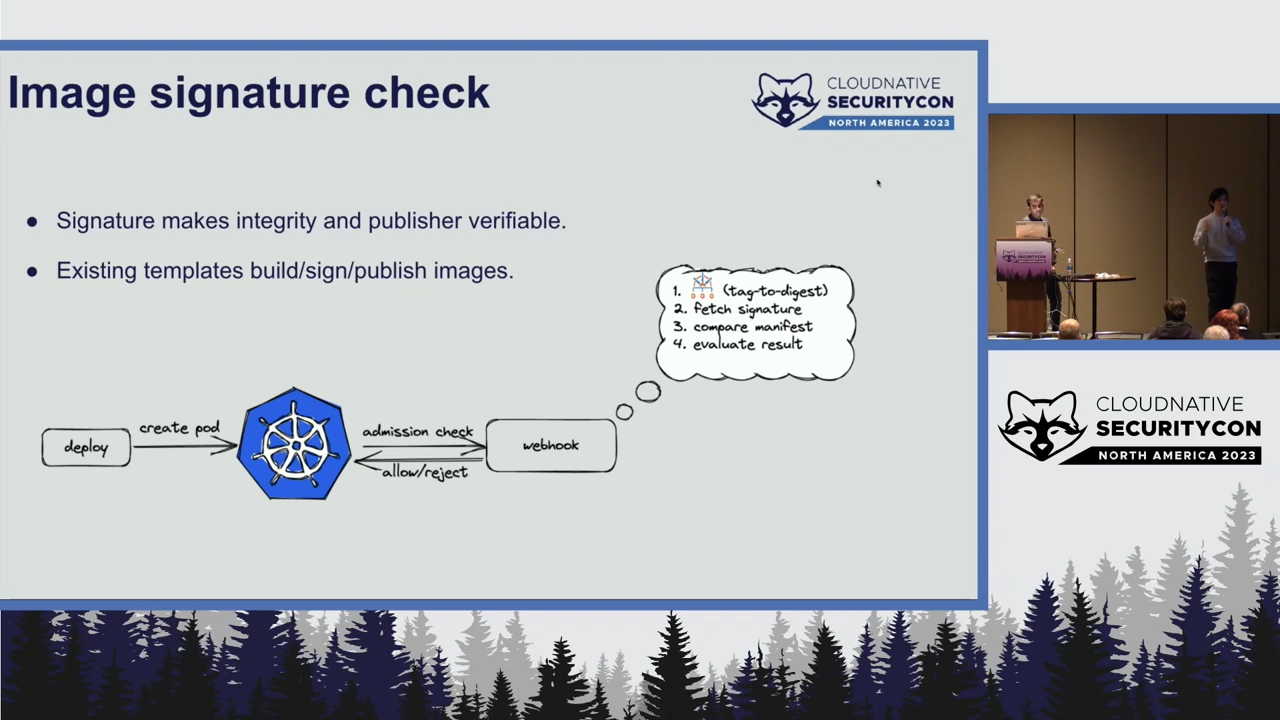 Image signature check
CLOUDNATIVE
SECURITYCON
NORTH AMERICA 2023
● Signature makes integrity and publisher verifiable.
● Existing templates build/sign/publish images.
1. (tag-to-digest)
2. fetch signature
3. compare manifest
4. evaluate result
deploy
create pod
admission check
allow/reject
webhook
CLOUDNATIVE
SECURITYCON
NORTH AMERICA 2023